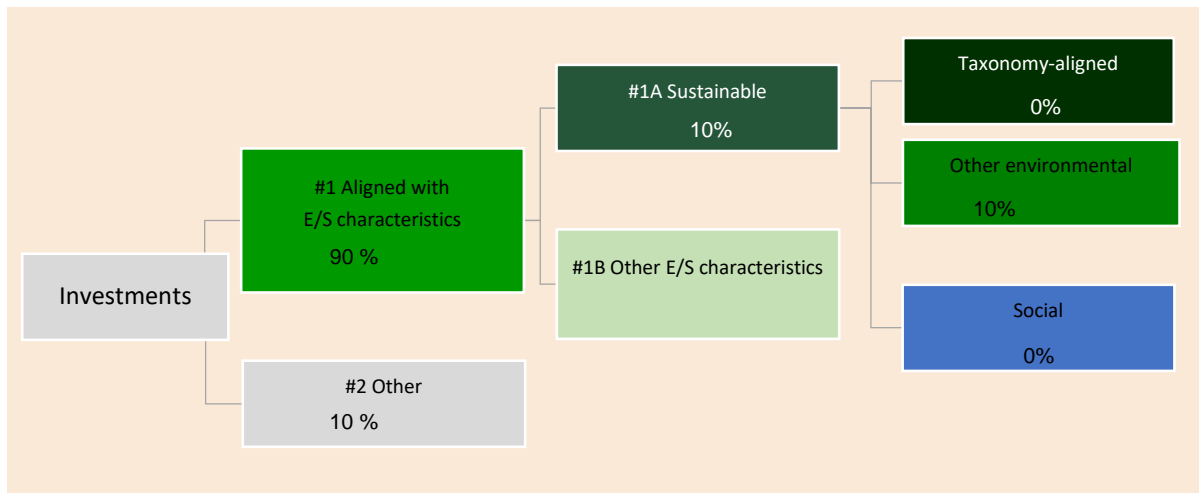 Investments
#1 Aligned with
E/S characteristics
90 %
#2 Other
10 %
#1A Sustainable
10%
#1B Other E/S characteristics
Taxonomy-aligned
0%
Other environmental
10%
Social
0%